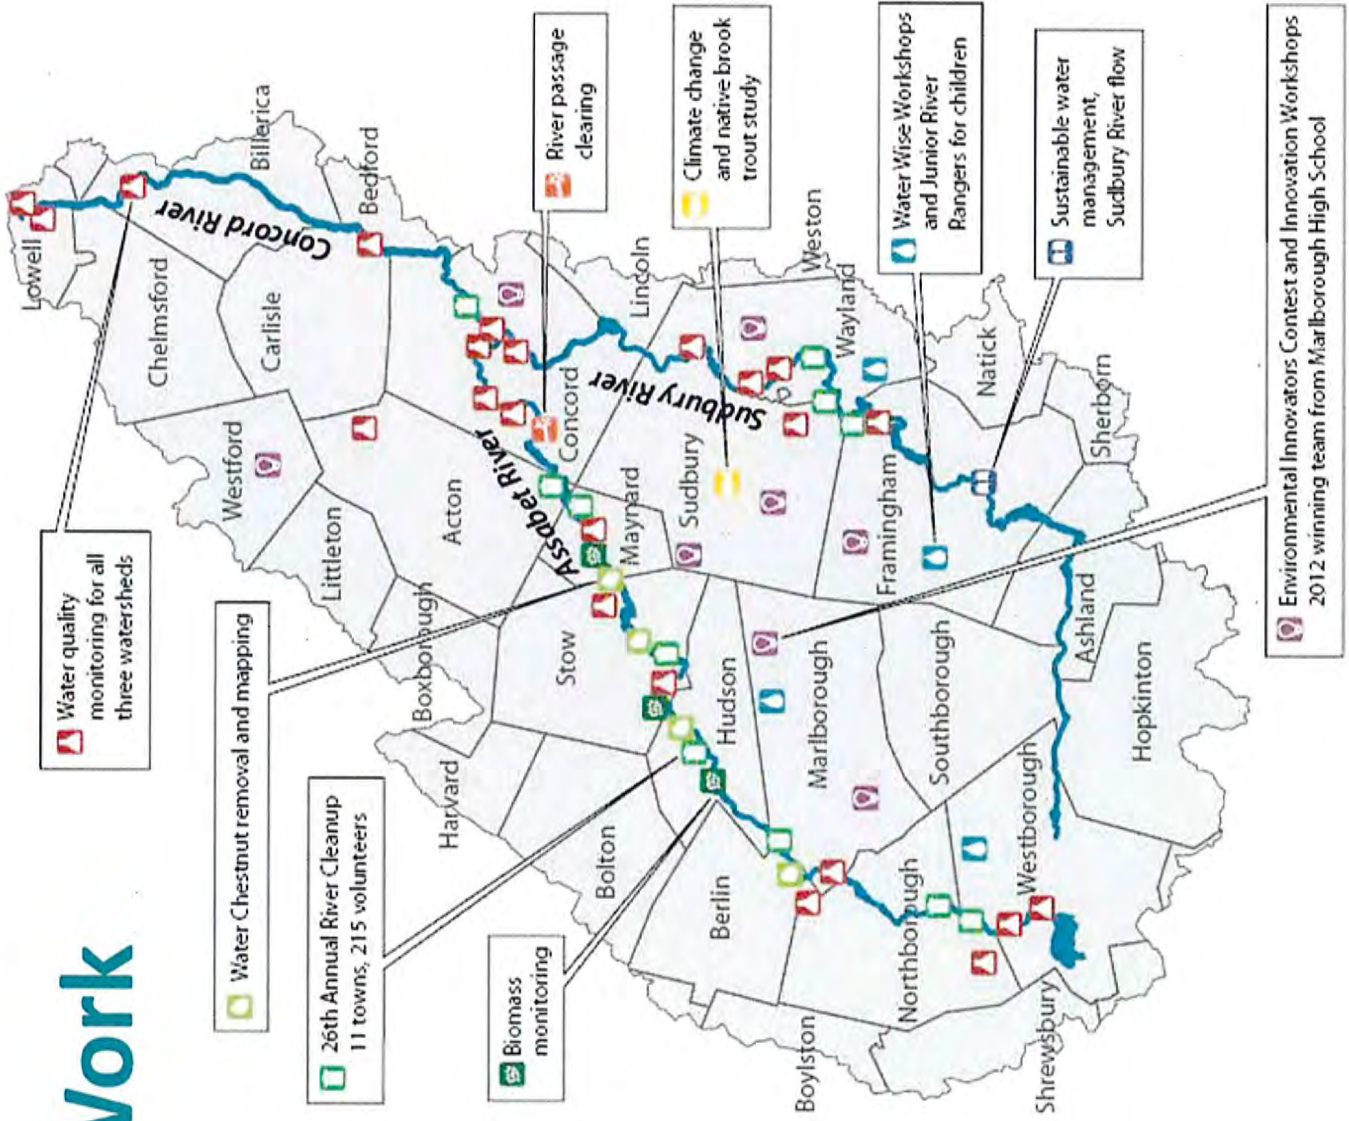 Work
Water quality
monitoring for all
three watersheds
Water Chestnut removal and mapping
26th Annual River Cleanup
11 towns, 215 volunteers
Biomass
monitoring
River passage
clearing
Climate change
and native brook
trout study
Water Wise Workshops
and Junior River
Rangers for children
Sustainable water
management,
Sudbury River flow
Environmental Innovators Contest and Innovation Workshops
2012 winning team from Marlborough High School
Lowell
Billerica
Chelmsford
Concord River
Bedford
Carlisle
Westford
Littleton
Acton
Boxborough
Assabet River
Concord
Lincoln
Sudbury River
Weston
Wayland
Maynard
Sudbury
Stow
Harvard
Bolton
Hudson
Berlin
Marlborough
Framingham
Natick
Sherborn
Southborough
Ashland
Hopkinton
Westborough
Northborough
Boylston
Shrewsbury